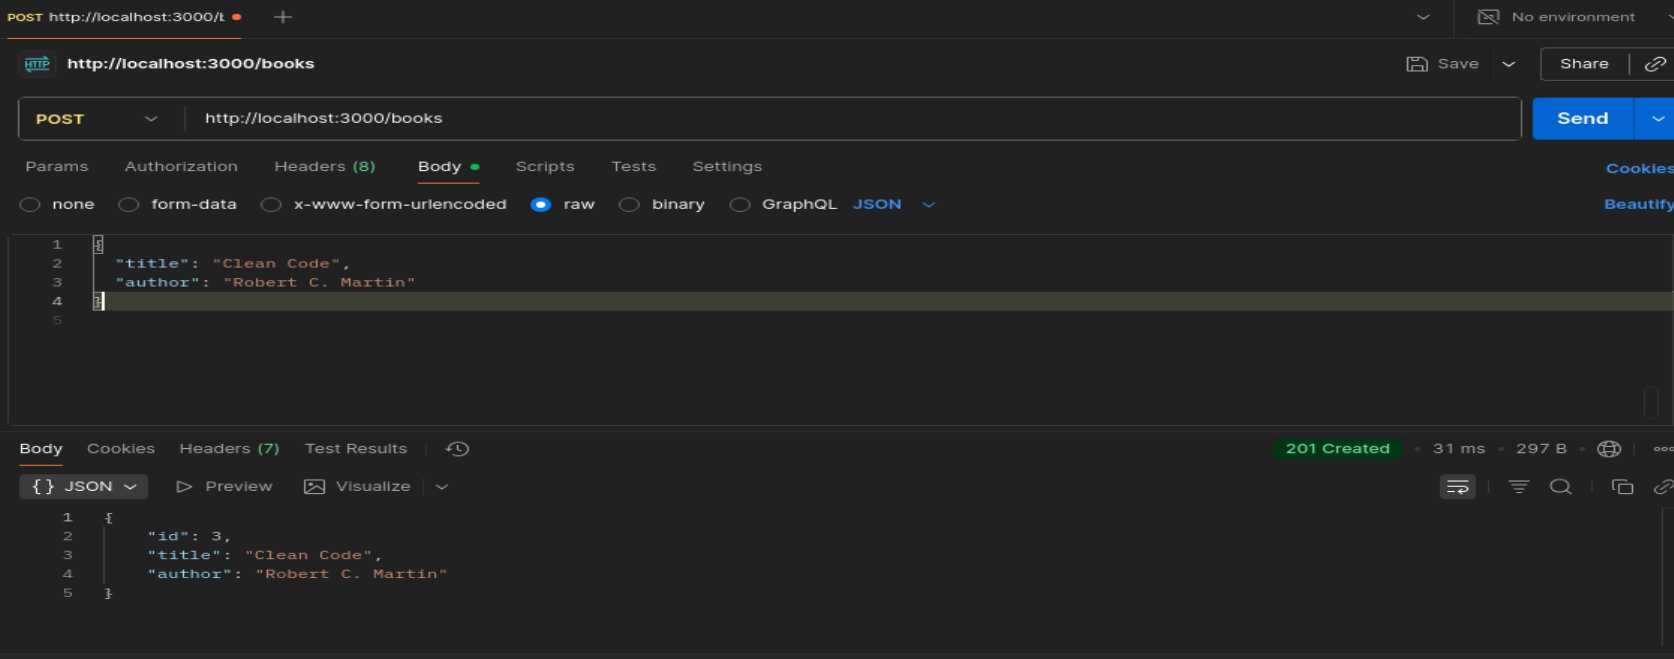 POST http://localhost:3000/t
No environment
HTTP http://localhost:3000/books
Save
Share
POST http://localhost:3000/books
Send
Params Authorization Headers (8) Body Scripts Tests Settings
Cookies
none form-data x-www-form-urlencoded raw binary GraphQL JSON
Beautify
1 {
2 "title": "Clean Code",
3 "author": "Robert C. Martin"
4 }
5
Body Cookies Headers (7) Test Results
201 Created 31 ms 297 B
{ } JSON Preview Visualize
1 {
2 "id": 3,
3 "title": "Clean Code",
4 "author": "Robert C. Martin"
5 }